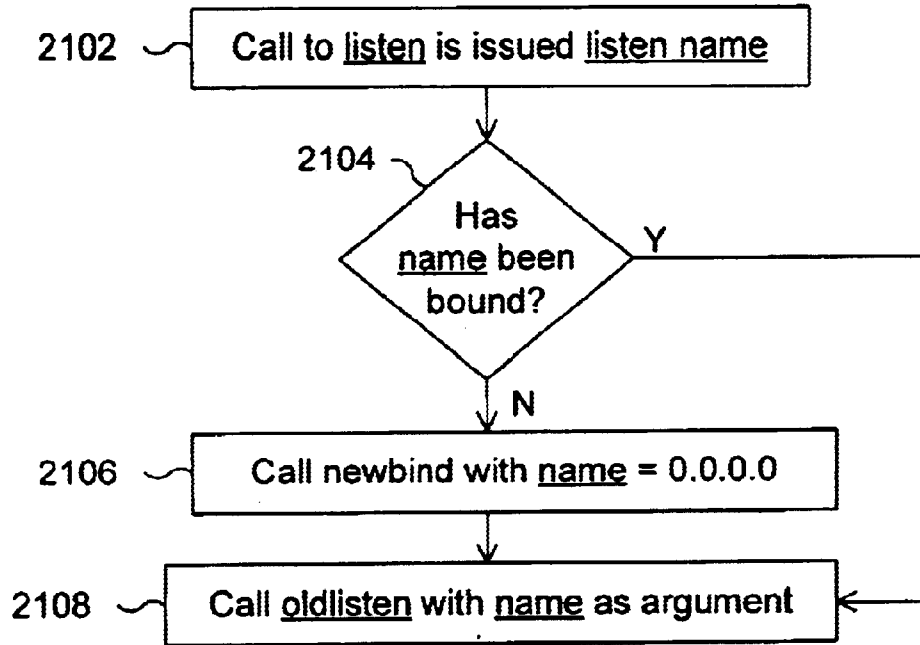 2102
Call to listen is issued listen name
2104
Has
name been
bound?
Y
N
2106
Call newbind with name = 0.0.0.0
2108
Call oldlisten with name as argument